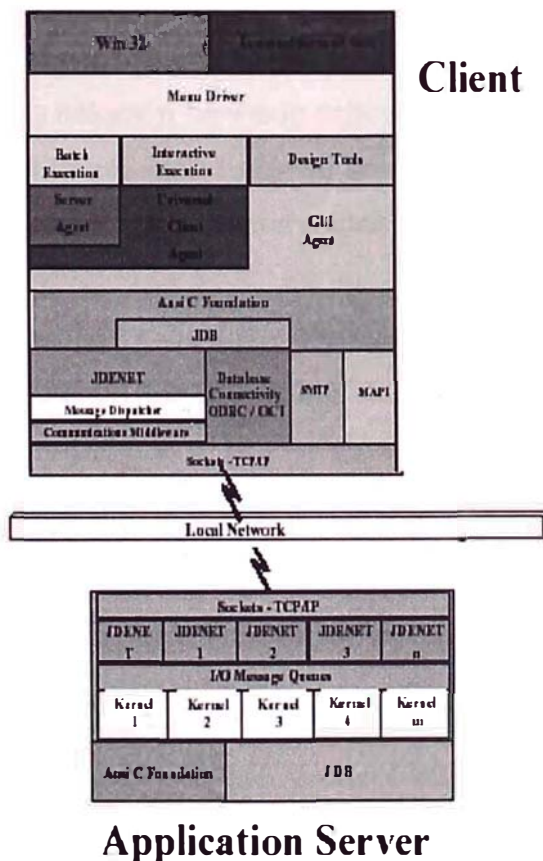 Win 32
Client
Menu Driver
Batch Interactive Design Tools
Execution Execution
Server Universal GUI
Agent Client Agent
Agent
Ansi C Foundation
JDB
JDENET Database SMTP MAPI
Connectivity
Message Dispatcher ODBC / OCI
Communications Middleware
Sockets - TCP/IP
Local Network
Sockets - TCP/IP
JDENE JDENET JDENET JDENET JDENET
T 1 2 3 n
I/O Message Queues
Kernel Kernel Kernel Kernel Kernel
1 2 3 4 m
Ansi C Foundation JDB
Application Server